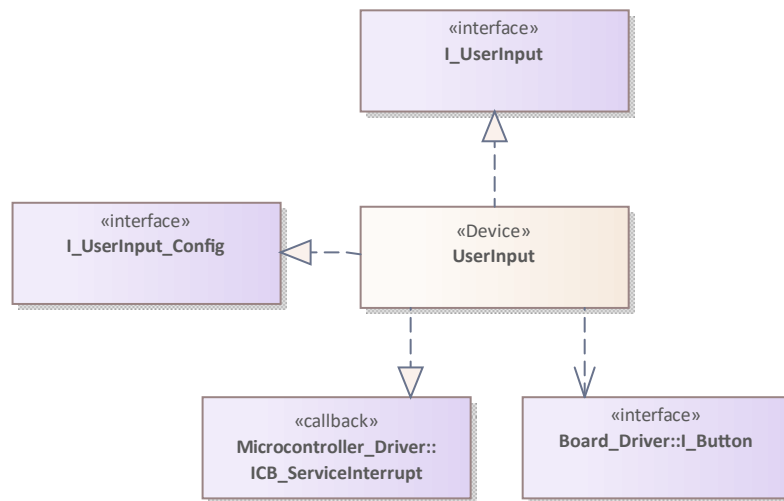 «interface»
I_UserInput
«interface»
I_UserInput_Config
«Device»
UserInput
«callback»
Microcontroller_Driver::
ICB_ServiceInterrupt
«interface»
Board_Driver::I_Button